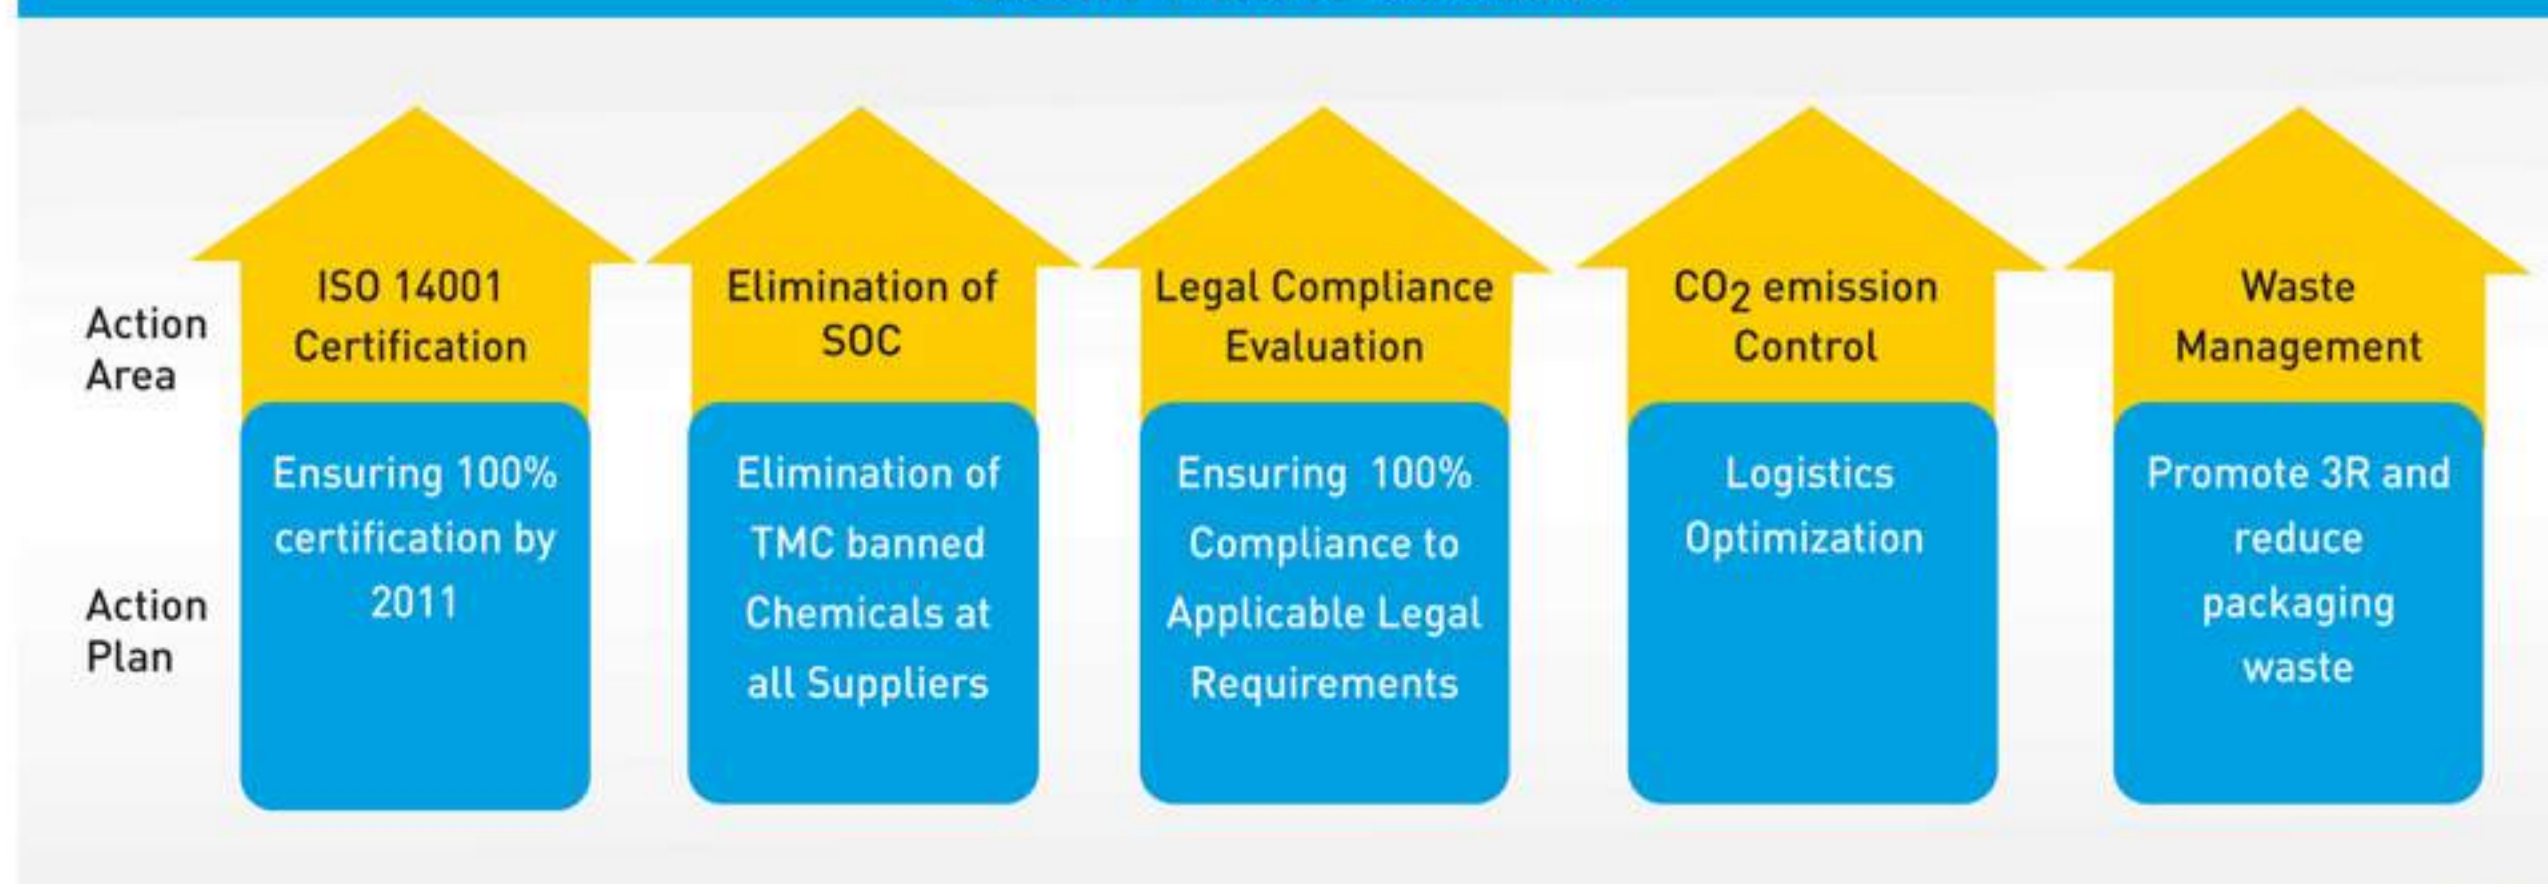 Action
Area
ISO 14001
Certification
Elimination of
SOC
Legal Compliance
Evaluation
CO₂ emission
Control
Waste
Management
Action
Plan
Ensuring 100%
certification by
2011
Elimination of
TMC banned
Chemicals at
all Suppliers
Ensuring 100%
Compliance to
Applicable Legal
Requirements
Logistics
Optimization
Promote 3R and
reduce
packaging
waste